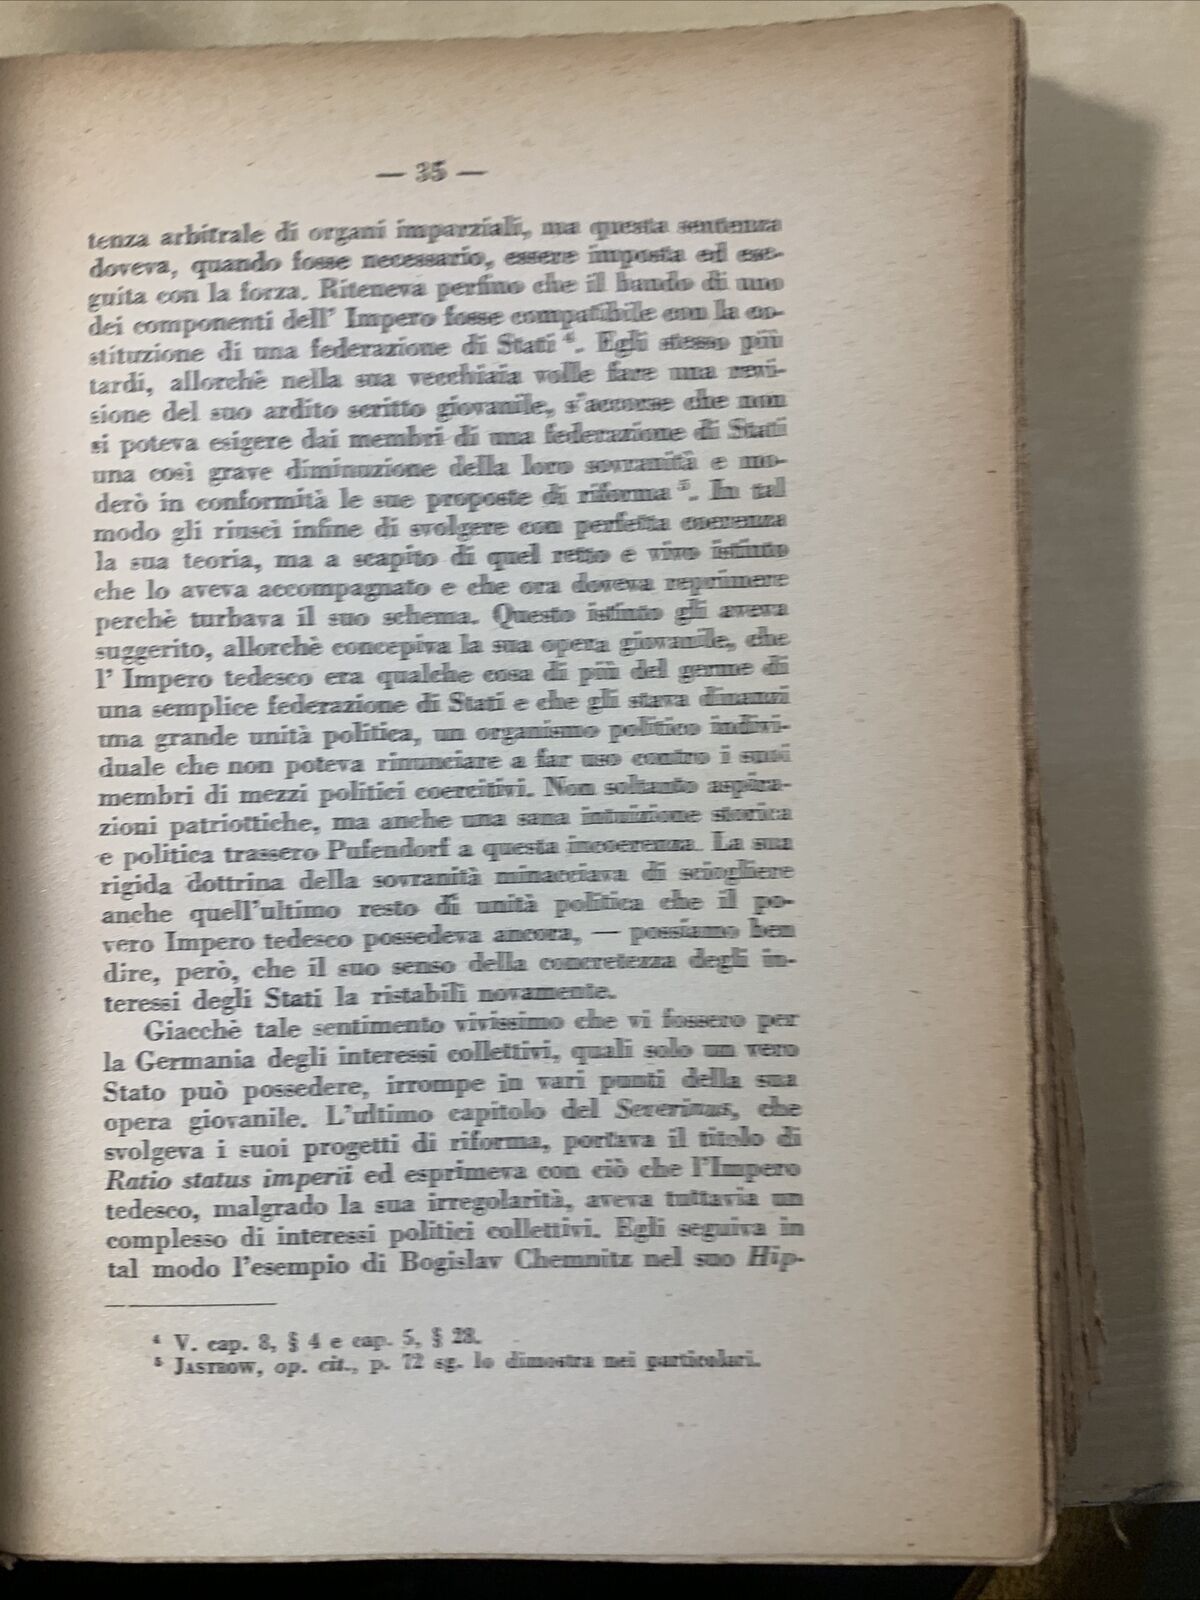 — 35 —
tenza arbitrale di organi imparziali, ma questa sentenza
doveva, quando fosse necessario, essere imposta ed ese-
guita con la forza. Riteneva perfino che il bando di uno
dei componenti dell' Impero fosse compatibile con la co-
stituzione di una federazione di Stati ⁴. Egli stesso più
tardi, allorchè nella sua vecchiaia volle fare una revi-
sione del suo ardito scritto giovanile, s'accorse che non
si poteva esigere dai membri di una federazione di Stati
una così grave diminuzione della loro sovranità e mo-
derò in conformità le sue proposte di riforma ⁵. In tal
modo gli riuscì infine di svolgere con perfetta coerenza
la sua teoria, ma a scapito di quel retto e vivo istinto
che lo aveva accompagnato e che ora doveva reprimere
perchè turbava il suo schema. Questo istinto gli aveva
suggerito, allorchè concepiva la sua opera giovanile, che
l' Impero tedesco era qualche cosa di più del germe di
una semplice federazione di Stati e che gli stava dinanzi
una grande unità politica, un organismo politico indivi-
duale che non poteva rinunciare a far uso contro i suoi
membri di mezzi politici coercitivi. Non soltanto aspira-
zioni patriottiche, ma anche una sana intuizione storica
e politica trassero Pufendorf a questa incoerenza. La sua
rigida dottrina della sovranità minacciava di sciogliere
anche quell'ultimo resto di unità politica che il po-
vero Impero tedesco possedeva ancora, — possiamo ben
dire, però, che il suo senso della concretezza degli in-
teressi degli Stati la ristabilì novamente.
Giacchè tale sentimento vivissimo che vi fossero per
la Germania degli interessi collettivi, quali solo un vero
Stato può possedere, irrompe in vari punti della sua
opera giovanile. L'ultimo capitolo del Severinus, che
svolgeva i suoi progetti di riforma, portava il titolo di
Ratio status imperii ed esprimeva con ciò che l'Impero
tedesco, malgrado la sua irregolarità, aveva tuttavia un
complesso di interessi politici collettivi. Egli seguiva in
tal modo l'esempio di Bogislav Chemnitz nel suo Hip-
⁴ V. cap. 8, § 4 e cap. 5, § 28.
⁵ JASTROW, op. cit., p. 72 sg. lo dimostra nei particolari.